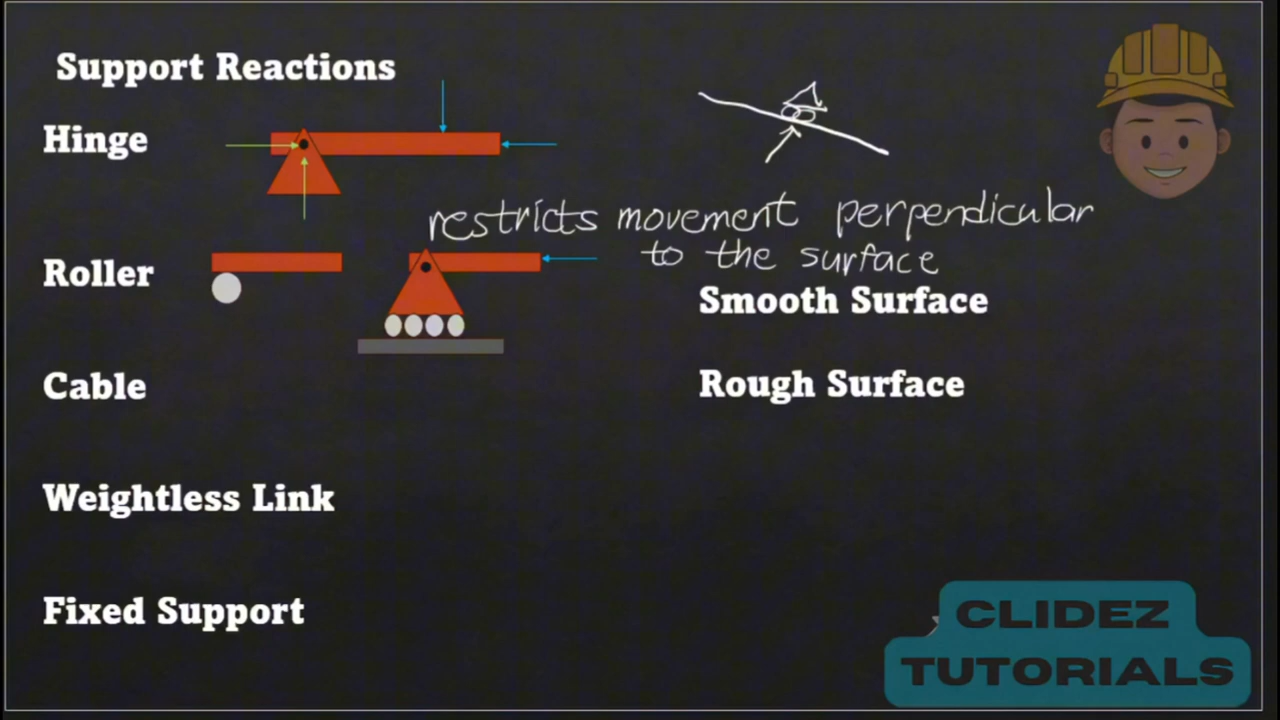 Support Reactions
Hinge
restricts movement perpendicular
to the surface
Roller
Smooth Surface
Cable
Rough Surface
Weightless Link
Fixed Support
CLIDEZ
TUTORIALS